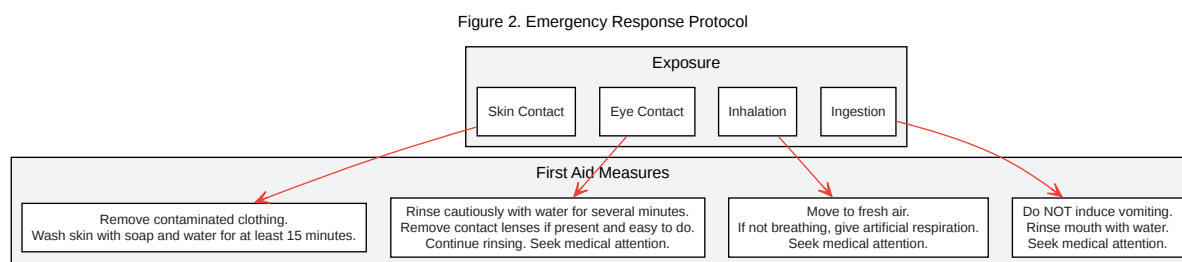 Figure 2. Emergency Response Protocol
Exposure
Skin Contact
Eye Contact
Inhalation
Ingestion
First Aid Measures
Remove contaminated clothing.
Wash skin with soap and water for at least 15 minutes.
Rinse cautiously with water for several minutes.
Remove contact lenses if present and easy to do.
Continue rinsing. Seek medical attention.
Move to fresh air.
If not breathing, give artificial respiration.
Seek medical attention.
Do NOT induce vomiting.
Rinse mouth with water.
Seek medical attention.